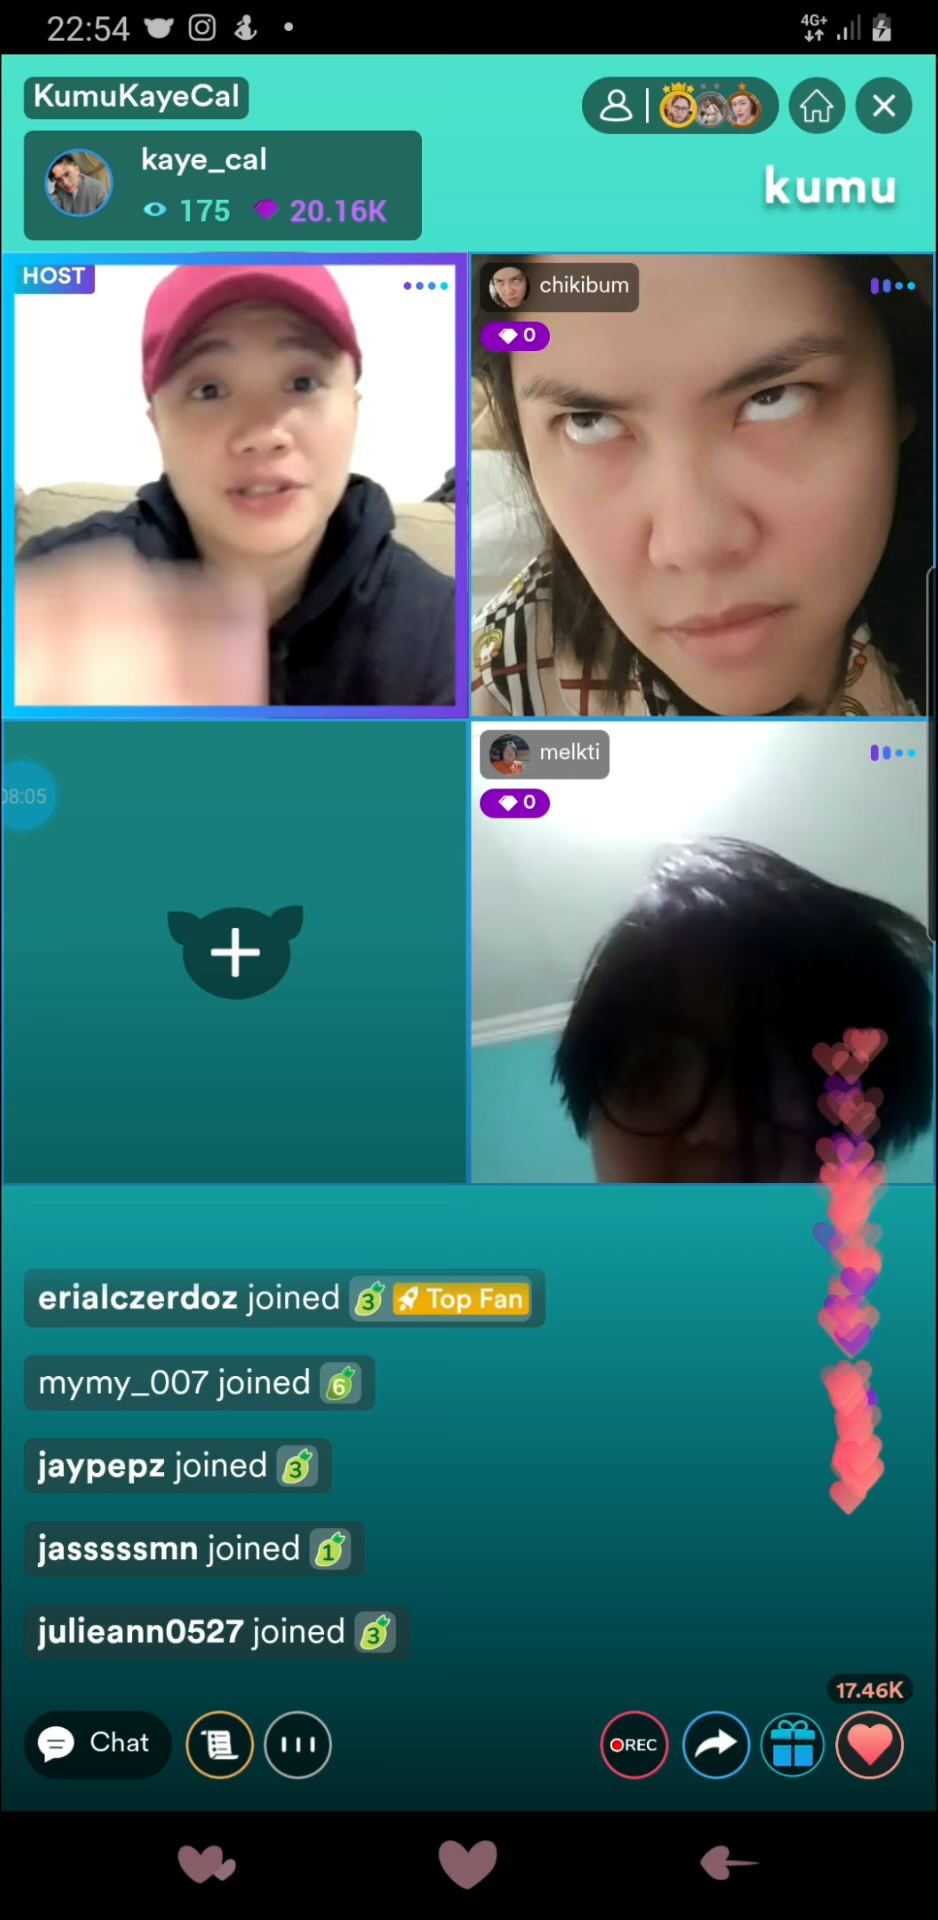 22:54
4G+
KumuKayeCal
kaye_cal
175 20.16K
kumu
HOST
chikibum
0
melkti
0
08:05
erialczerdoz joined 3 Top Fan
mymy_007 joined 6
jaypepz joined 3
jasssssmn joined 1
julieann0527 joined 3
17.46K
Chat
REC